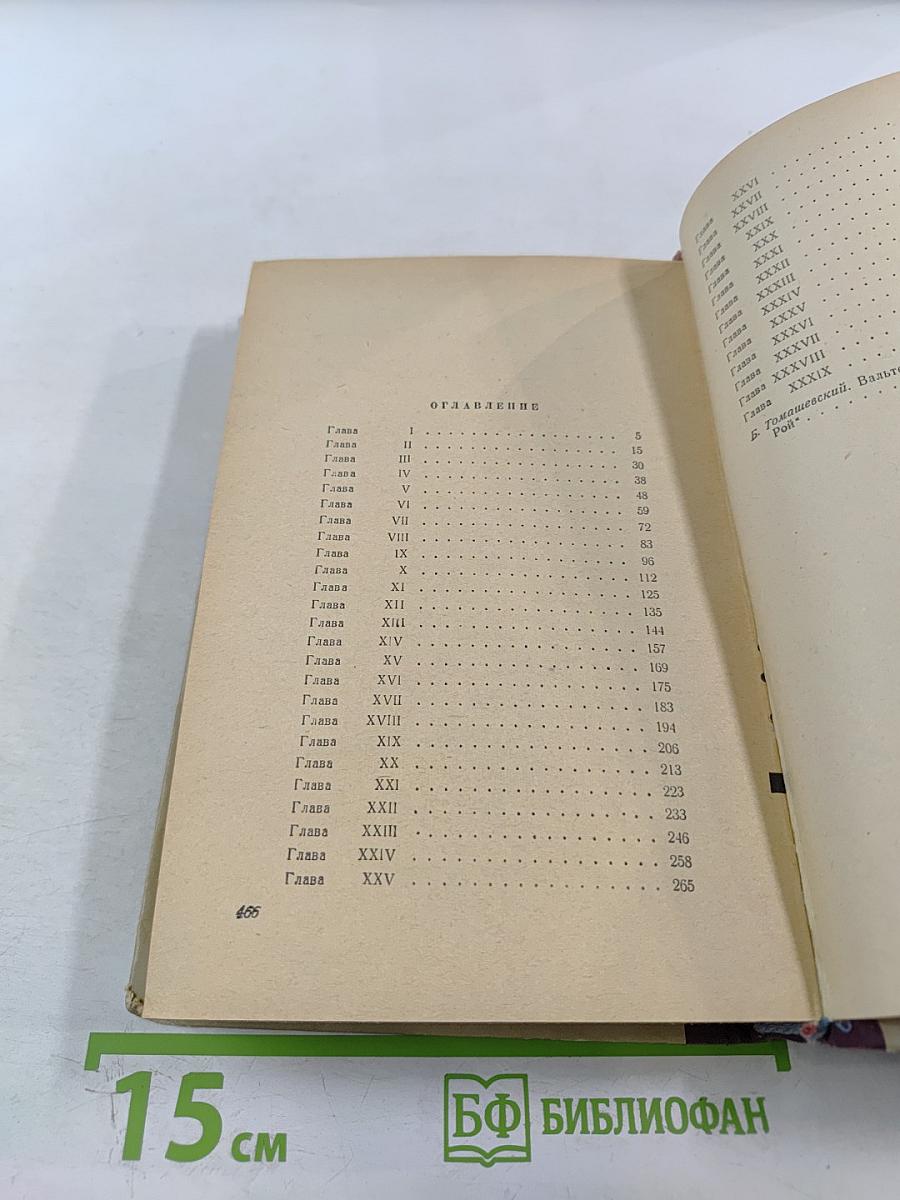 ОГЛАВЛЕНИЕ
Глава I . . . . . . . . . . . . . . . . . 5
Глава II . . . . . . . . . . . . . . . . . 15
Глава III . . . . . . . . . . . . . . . . . 30
Глава IV . . . . . . . . . . . . . . . . . 38
Глава V . . . . . . . . . . . . . . . . . 48
Глава VI . . . . . . . . . . . . . . . . . 59
Глава VII . . . . . . . . . . . . . . . . . 72
Глава VIII . . . . . . . . . . . . . . . . . 83
Глава IX . . . . . . . . . . . . . . . . . 96
Глава X . . . . . . . . . . . . . . . . . 112
Глава XI . . . . . . . . . . . . . . . . . 125
Глава XII . . . . . . . . . . . . . . . . . 135
Глава XIII . . . . . . . . . . . . . . . . . 144
Глава XIV . . . . . . . . . . . . . . . . . 157
Глава XV . . . . . . . . . . . . . . . . . 169
Глава XVI . . . . . . . . . . . . . . . . . 175
Глава XVII . . . . . . . . . . . . . . . . . 183
Глава XVIII . . . . . . . . . . . . . . . . . 194
Глава XIX . . . . . . . . . . . . . . . . . 206
Глава XX . . . . . . . . . . . . . . . . . 213
Глава XXI . . . . . . . . . . . . . . . . . 223
Глава XXII . . . . . . . . . . . . . . . . . 233
Глава XXIII . . . . . . . . . . . . . . . . . 246
Глава XXIV . . . . . . . . . . . . . . . . . 258
Глава XXV . . . . . . . . . . . . . . . . . 265
466
Глава XXVI . . . . . . . .
Глава XXVII . . . . . . . .
Глава XXVIII . . . . . . . .
Глава XXIX . . . . . . . .
Глава XXX . . . . . . . .
Глава XXXI . . . . . . . .
Глава XXXII . . . . . . . .
Глава XXXIII . . . . . . . .
Глава XXXIV . . . . . . . .
Глава XXXV . . . . . . . .
Глава XXXVI . . . . . . . .
Глава XXXVII . . . . . . . .
Глава XXXVIII . . . . . . . .
Глава XXXIX . . . . . . . .
Б. Томашевский. Вальте
Рой" . . . . . . . .
15 см
БФ БИБЛИОФАН